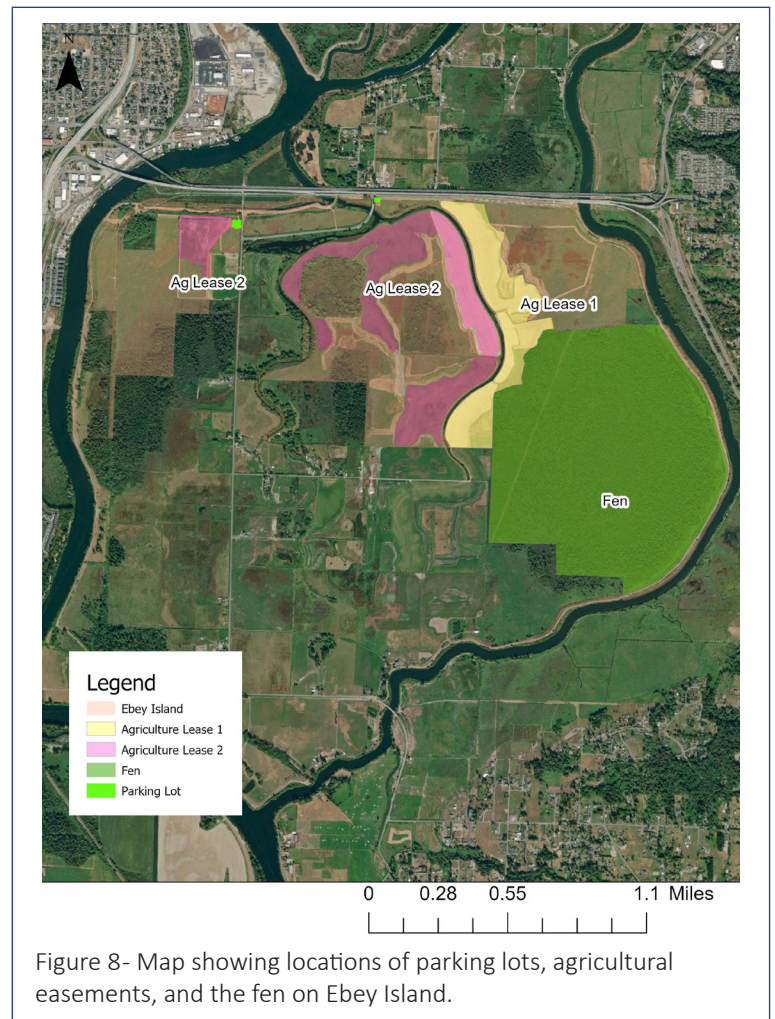 N
Ag Lease 2
Ag Lease 2
Ag Lease 1
Fen
Legend
Ebey Island
Agriculture Lease 1
Agriculture Lease 2
Fen
Parking Lot
0 0.28 0.55 1.1 Miles
Figure 8- Map showing locations of parking lots, agricultural
easements, and the fen on Ebey Island.